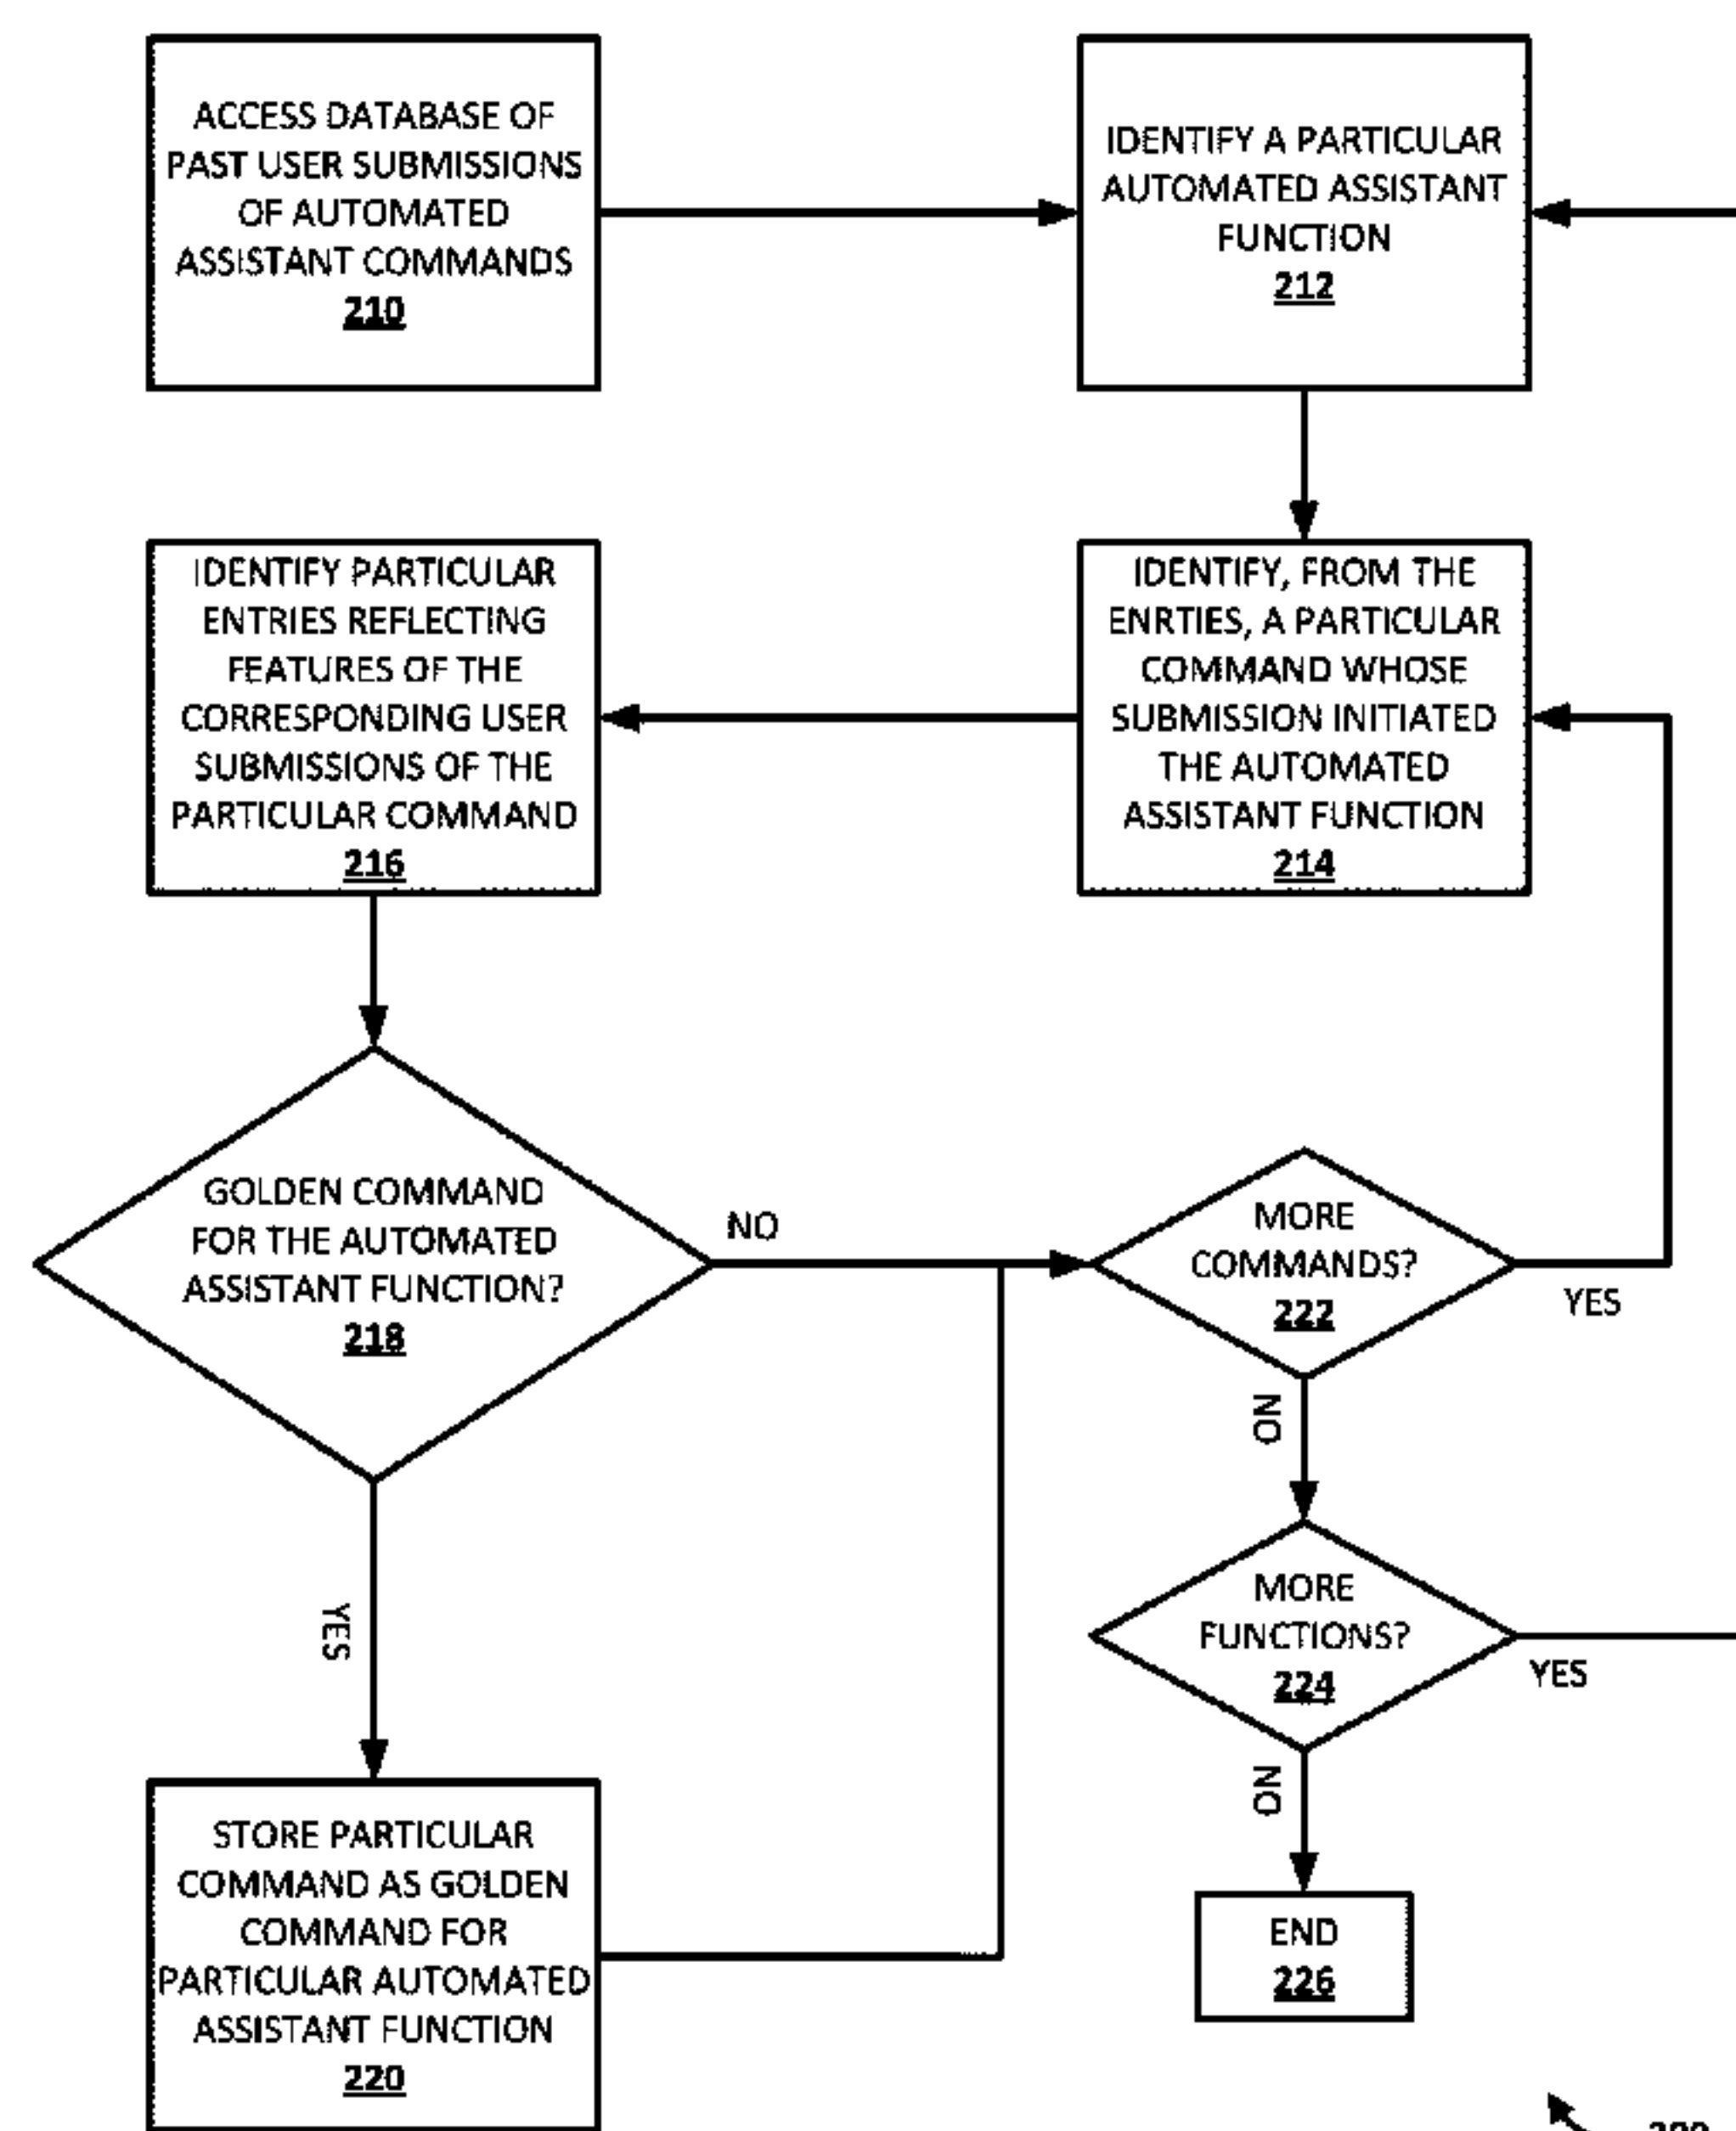 ACCESS DATABASE OF
PAST USER SUBMISSIONS
OF AUTOMATED
ASSISTANT COMMANDS
210
IDENTIFY A PARTICULAR
AUTOMATED ASSISTANT
FUNCTION
212
IDENTIFY PARTICULAR
ENTRIES REFLECTING
FEATURES OF THE
CORRESPONDING USER
SUBMISSIONS OF THE
PARTICULAR COMMAND
216
IDENTIFY, FROM THE
ENRTIES, A PARTICULAR
COMMAND WHOSE
SUBMISSION INITIATED
THE AUTOMATED
ASSISTANT FUNCTION
214
GOLDEN COMMAND
FOR THE AUTOMATED
ASSISTANT FUNCTION?
218
NO
MORE
COMMANDS?
222
YES
NO
YES
MORE
FUNCTIONS?
224
YES
NO
STORE PARTICULAR
COMMAND AS GOLDEN
COMMAND FOR
PARTICULAR AUTOMATED
ASSISTANT FUNCTION
220
END
226